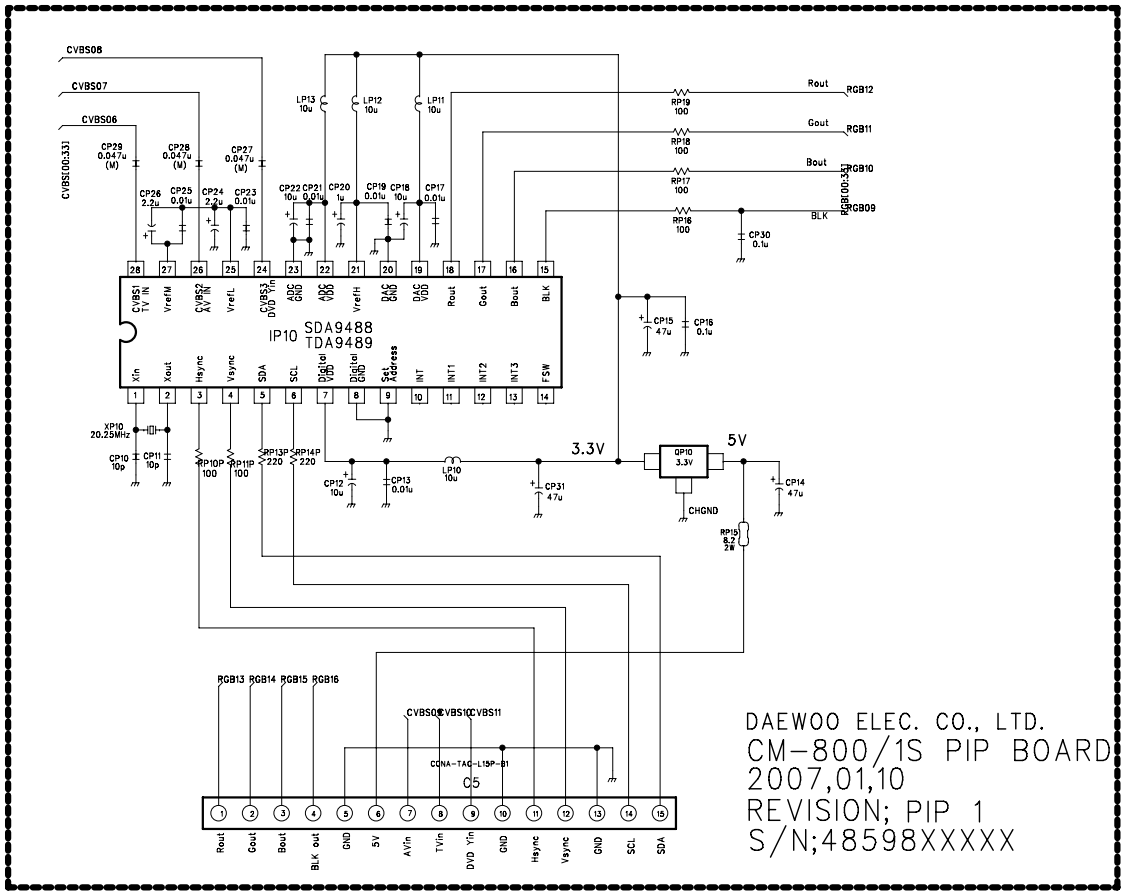 CVBS08
CVBS07
CVBS06
CVBS[00:33]
CP29
0.047u
(M)
CP28
0.047u
(M)
CP27
0.047u
(M)
LP13
10u
LP12
10u
LP11
10u
Rout
RGB12
RP19
100
Gout
RGB11
RP18
100
Bout
RGB10
RP17
100
RGB[00:33]
RGB09
BLK
RP16
100
CP30
0.1u
CP26
2.2u
CP25
0.01u
CP24
2.2u
CP23
0.01u
CP22
10u
CP21
0.01u
CP20
1u
CP19
0.01u
CP18
10u
CP17
0.01u
28 27 26 25 24 23 22 21 20 19 18 17 16 15
CVBS1
TV IN
VrefM
CVBS2
AV IN
VrefL
CVBS3
DVD Yin
ADC
GND
ADC
VDD
VrefH
DAC
GND
DAC
VDD
Rout
Gout
Bout
BLK
IP10
SDA9488
TDA9489
Xin
Xout
Hsync
Vsync
SDA
SCL
Digital
VDD
Digital
GND
Set
Address
INT
INT1
INT2
INT3
FSW
1 2 3 4 5 6 7 8 9 10 11 12 13 14
CP15
47u
CP16
0.1u
XP10
20.25MHz
CP10
10p
CP11
10p
RP10P
100
RP11P
100
RP13P
220
RP14P
220
CP12
10u
CP13
0.01u
LP10
10u
CP31
47u
3.3V
QP10
3.3V
5V
CP14
47u
CHGND
RP15
8.2
2W
RGB13
RGB14
RGB15
RGB16
CVBS09
CVBS10
CVBS11
CONA-TAC-L15P-B1
C5
1 2 3 4 5 6 7 8 9 10 11 12 13 14 15
Rout
Gout
Bout
BLK out
GND
5V
AVin
TVin
DVD Yin
GND
Hsync
Vsync
GND
SCL
SDA
DAEWOO ELEC. CO., LTD.
CM-800/1S PIP BOARD
2007,01,10
REVISION; PIP 1
S/N;48598XXXXX